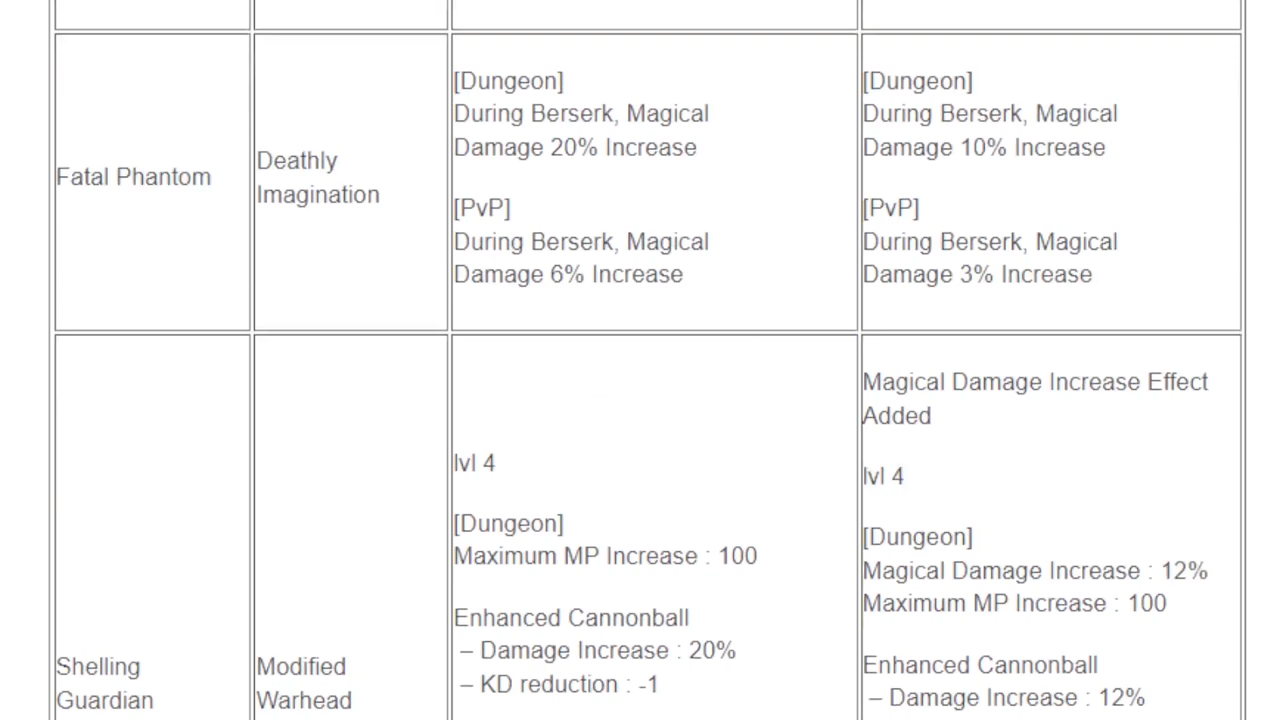 Fatal Phantom
Deathly
Imagination
[Dungeon]
During Berserk, Magical
Damage 20% Increase
[PvP]
During Berserk, Magical
Damage 6% Increase
[Dungeon]
During Berserk, Magical
Damage 10% Increase
[PvP]
During Berserk, Magical
Damage 3% Increase
Shelling
Guardian
Modified
Warhead
lvl 4
[Dungeon]
Maximum MP Increase : 100
Enhanced Cannonball
– Damage Increase : 20%
– KD reduction : -1
Magical Damage Increase Effect
Added
lvl 4
[Dungeon]
Magical Damage Increase : 12%
Maximum MP Increase : 100
Enhanced Cannonball
– Damage Increase : 12%